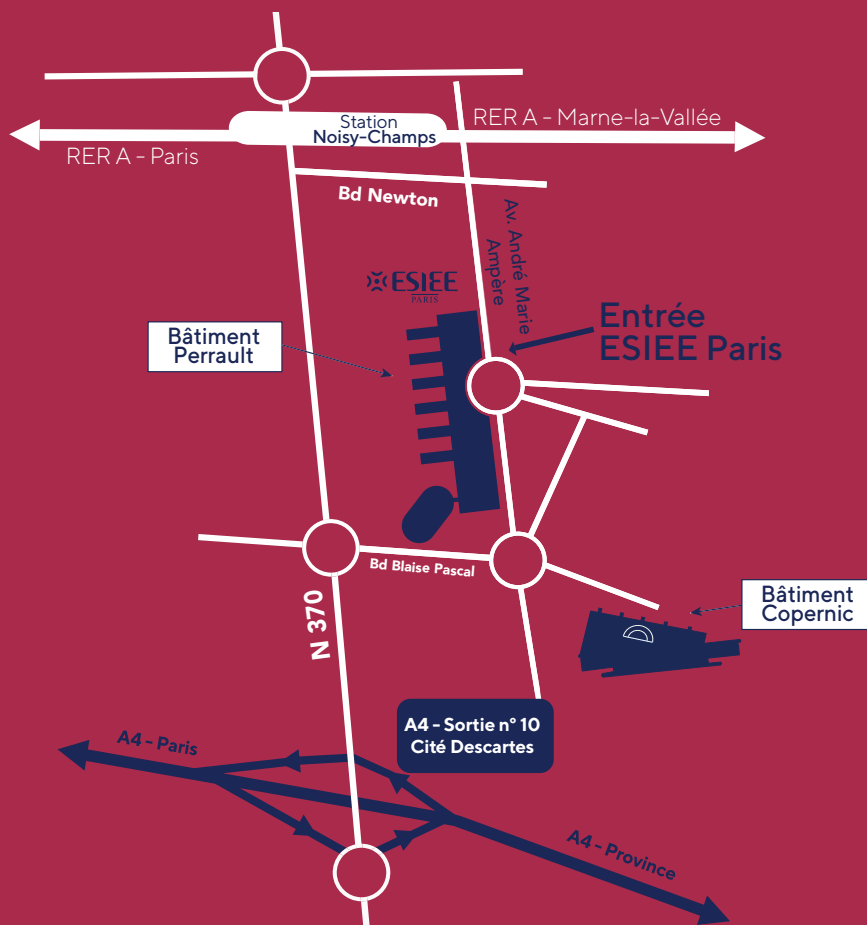 Station
Noisy-Champs
RER A - Marne-la-Vallée
RER A - Paris
Bd Newton
Av. André Marie
Ampère
ESIEE
PARIS
Entrée
ESIEE Paris
Bâtiment
Perrault
Bd Blaise Pascal
N 370
Bâtiment
Copernic
A4 - Sortie n° 10
Cité Descartes
A4 - Paris
A4 - Province